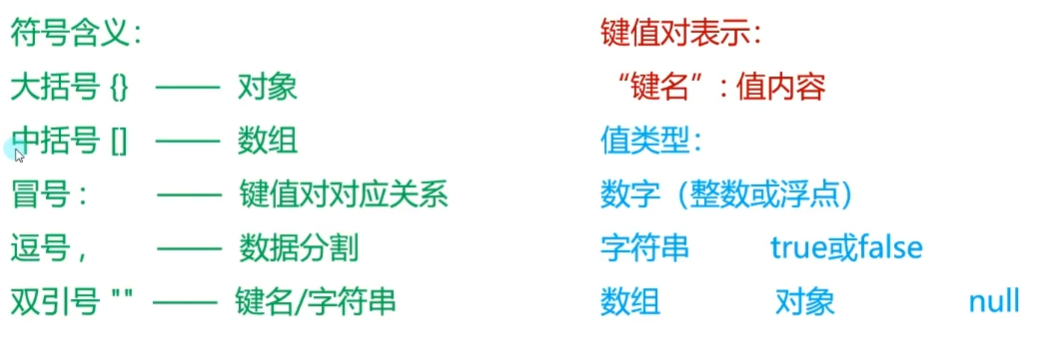 符号含义：
大括号 {} —— 对象
中括号 [] —— 数组
冒号 : —— 键值对对应关系
逗号 , —— 数据分割
双引号 "" —— 键名/字符串
键值对表示：
“键名”: 值内容
值类型：
数字（整数或浮点）
字符串 true或false
数组 对象 null